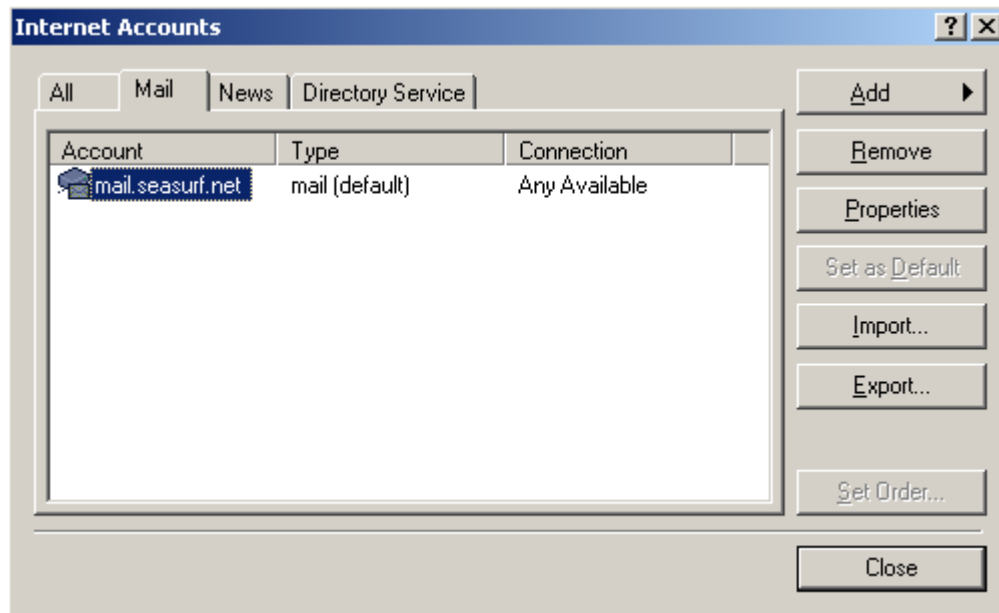 Internet Accounts
All Mail News Directory Service
Account Type Connection
mail.seasurf.net mail (default) Any Available
Add
Remove
Properties
Set as Default
Import...
Export...
Set Order...
Close